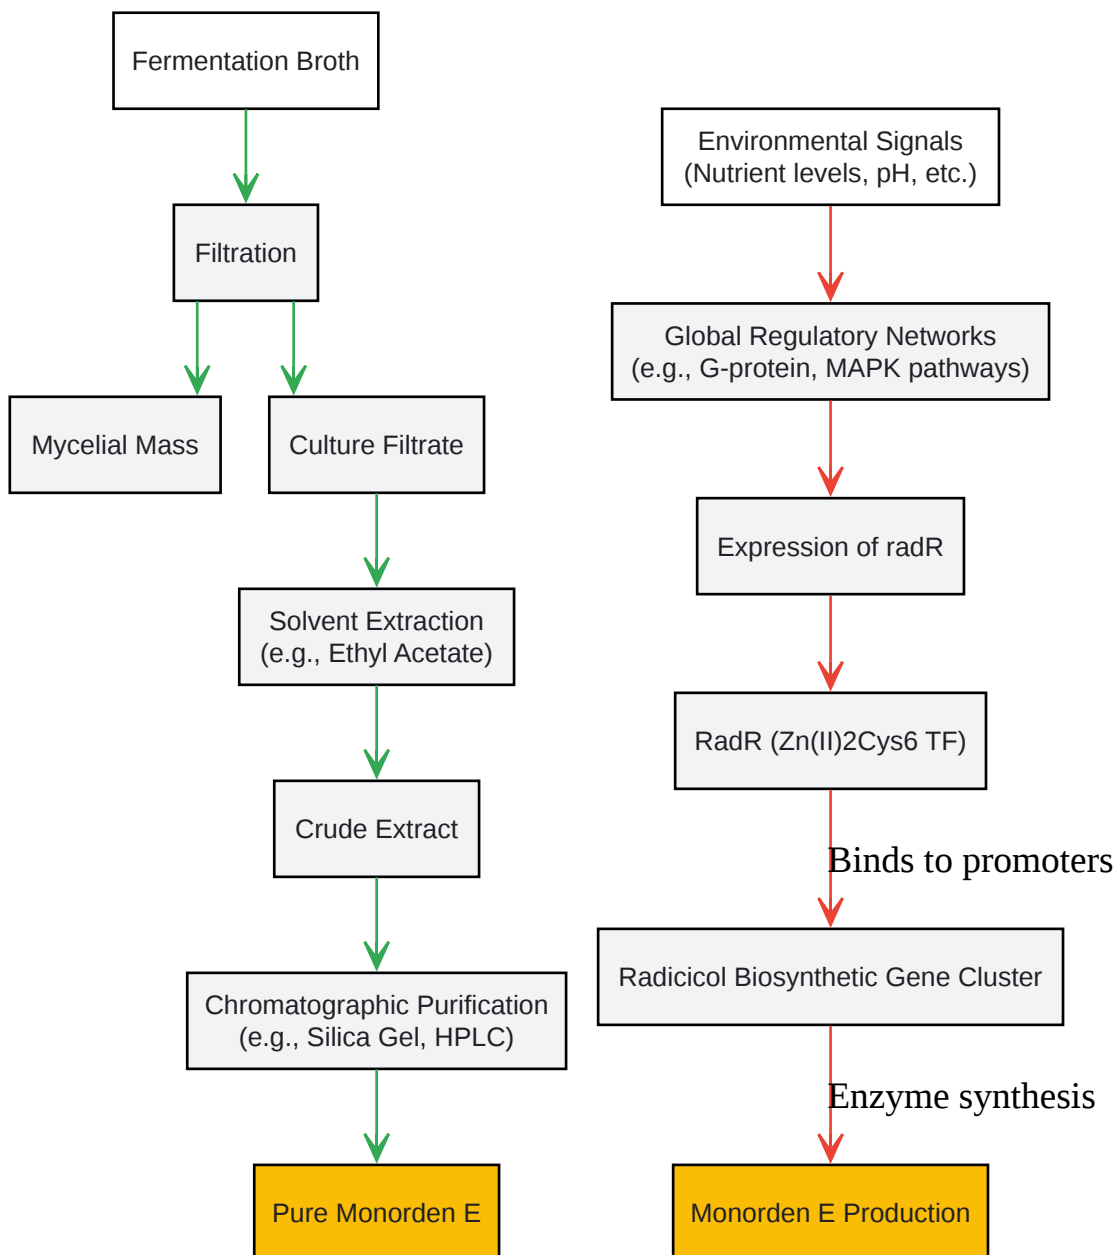 Fermentation Broth
Filtration
Mycelial Mass
Culture Filtrate
Solvent Extraction
(e.g., Ethyl Acetate)
Crude Extract
Chromatographic Purification
(e.g., Silica Gel, HPLC)
Pure Monorden E
Environmental Signals
(Nutrient levels, pH, etc.)
Global Regulatory Networks
(e.g., G-protein, MAPK pathways)
Expression of radR
RadR (Zn(II)2Cys6 TF)
Binds to promoters
Radicicol Biosynthetic Gene Cluster
Enzyme synthesis
Monorden E Production